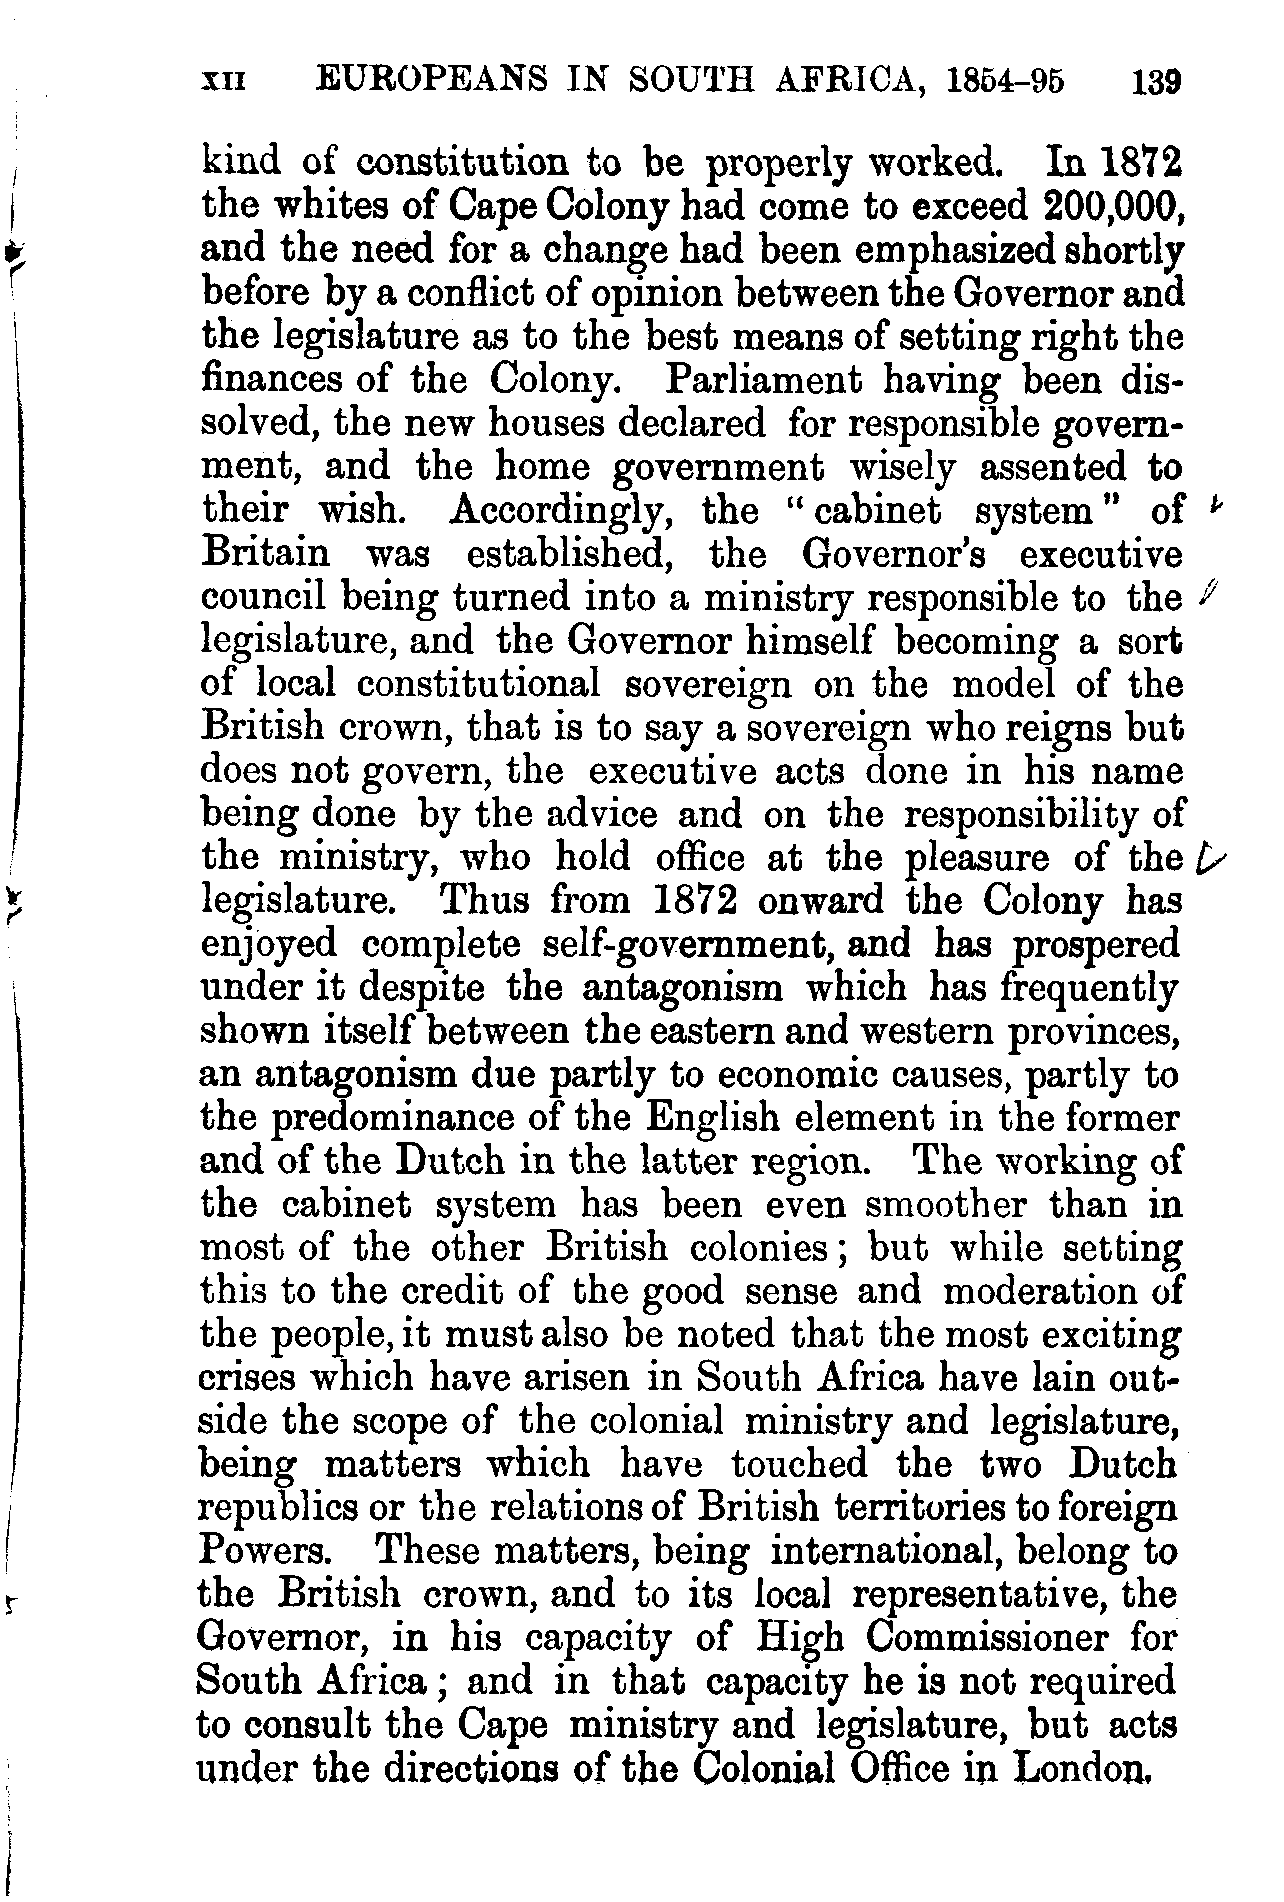 XII EUROPEANS IN SOUTH AFRICA, 1854–95 139
kind of constitution to be properly worked. In 1872
the whites of Cape Colony had come to exceed 200,000,
and the need for a change had been emphasized shortly
before by a conflict of opinion between the Governor and
the legislature as to the best means of setting right the
finances of the Colony. Parliament having been dis-
solved, the new houses declared for responsible govern-
ment, and the home government wisely assented to
their wish. Accordingly, the “cabinet system” of
Britain was established, the Governor's executive
council being turned into a ministry responsible to the
legislature, and the Governor himself becoming a sort
of local constitutional sovereign on the model of the
British crown, that is to say a sovereign who reigns but
does not govern, the executive acts done in his name
being done by the advice and on the responsibility of
the ministry, who hold office at the pleasure of the
legislature. Thus from 1872 onward the Colony has
enjoyed complete self-government, and has prospered
under it despite the antagonism which has frequently
shown itself between the eastern and western provinces,
an antagonism due partly to economic causes, partly to
the predominance of the English element in the former
and of the Dutch in the latter region. The working of
the cabinet system has been even smoother than in
most of the other British colonies; but while setting
this to the credit of the good sense and moderation of
the people, it must also be noted that the most exciting
crises which have arisen in South Africa have lain out-
side the scope of the colonial ministry and legislature,
being matters which have touched the two Dutch
republics or the relations of British territories to foreign
Powers. These matters, being international, belong to
the British crown, and to its local representative, the
Governor, in his capacity of High Commissioner for
South Africa; and in that capacity he is not required
to consult the Cape ministry and legislature, but acts
under the directions of the Colonial Office in London.